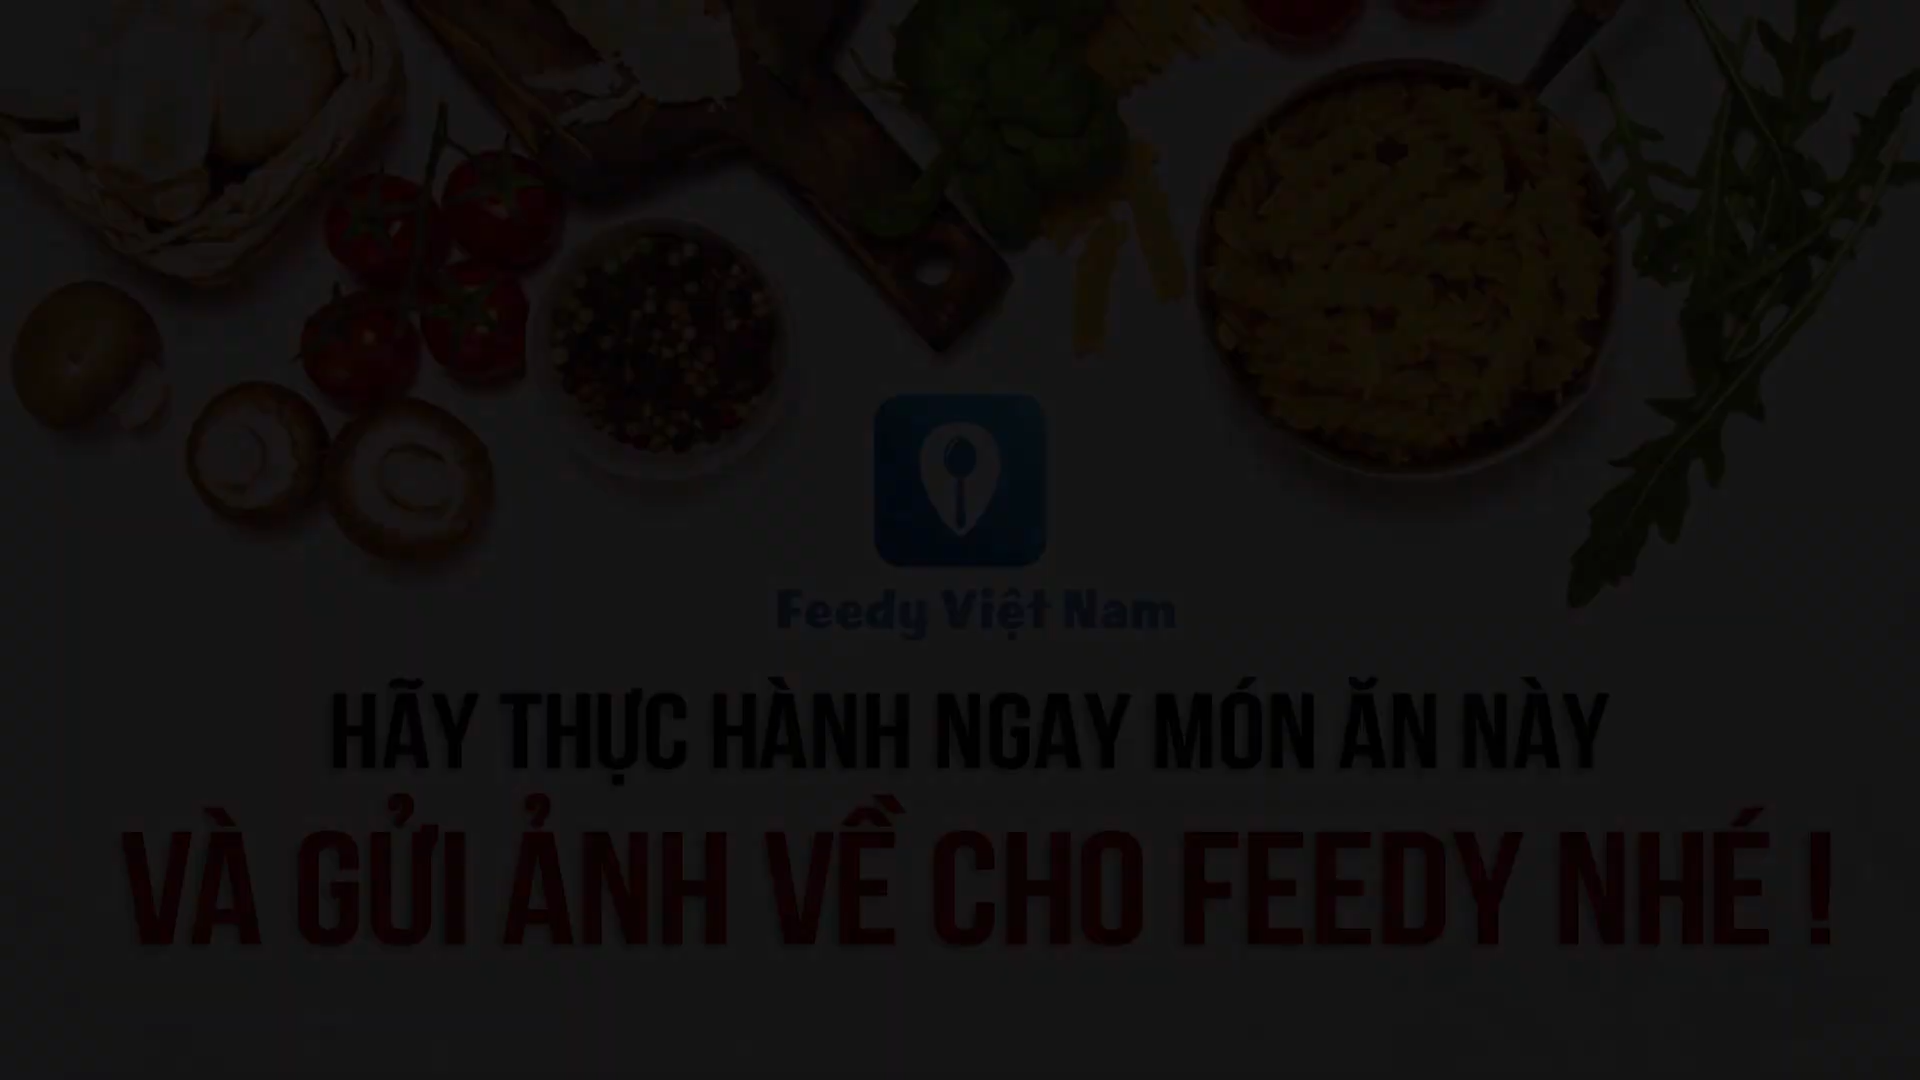 Feedy Việt Nam
HÃY THỰC HÀNH NGAY MÓN ĂN NÀY
VÀ GỬI ẢNH VỀ CHO FEEDY NHÉ !